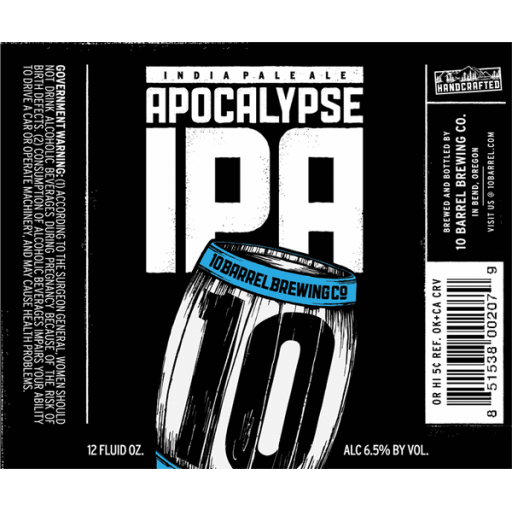 INDIA PALE ALE
APOCALYPSE
IPA
10 BARREL BREWING CO
10
12 FLUID OZ.
ALC 6.5% BY VOL.
GOVERNMENT WARNING: (1) ACCORDING TO THE SURGEON GENERAL, WOMEN SHOULD
NOT DRINK ALCOHOLIC BEVERAGES DURING PREGNANCY BECAUSE OF THE RISK OF
BIRTH DEFECTS. (2) CONSUMPTION OF ALCOHOLIC BEVERAGES IMPAIRS YOUR ABILITY
TO DRIVE A CAR OR OPERATE MACHINERY, AND MAY CAUSE HEALTH PROBLEMS.
HANDCRAFTED
BREWED AND BOTTLED BY
10 BARREL BREWING CO.
IN BEND, OREGON
VISIT US @ 10BARREL.COM
OR HI 5¢ REF. OK+CA CRV
8 51538 00207 9